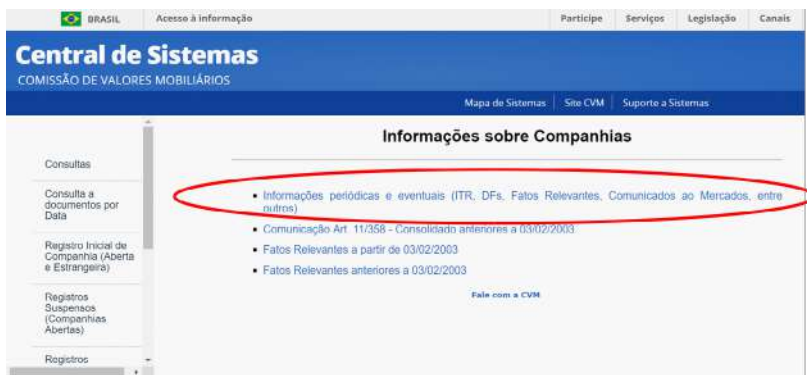 BRASIL Acesso à informação Participe Serviços Legislação Canais
Central de Sistemas
COMISSÃO DE VALORES MOBILIÁRIOS
Mapa de Sistemas Site CVM Suporte a Sistemas
Informações sobre Companhias
Consultas
Consulta a
documentos por
Data
Registro Inicial de
Companhia (Aberta
e Estrangeira)
Registros
Suspensos
(Companhias
Abertas)
Registros
Informações periódicas e eventuais (ITR, DFs, Fatos Relevantes, Comunicados ao Mercados, entre
outros)
Comunicação Art. 11/358 - Consolidado anteriores a 03/02/2003
Fatos Relevantes a partir de 03/02/2003
Fatos Relevantes anteriores a 03/02/2003
Fale com a CVM